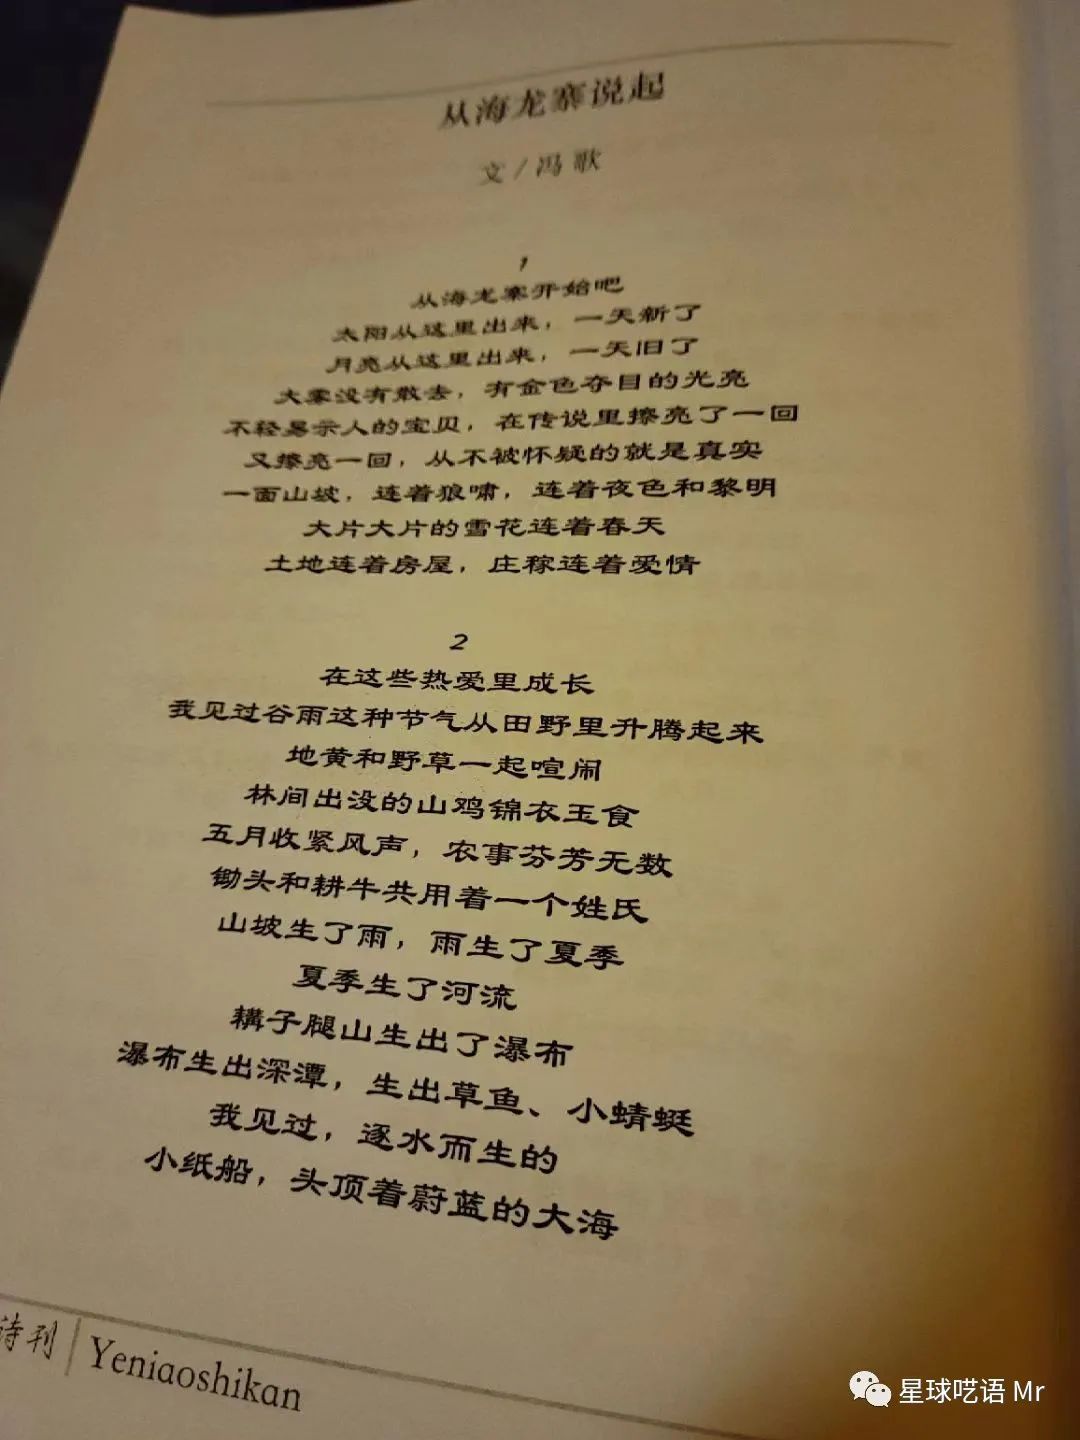 从海龙寨说起
文/冯歌
1
从海龙寨开始吧
太阳从这里出来，一天新了
月亮从这里出来，一天旧了
大雾没有散去，有金色夺目的光亮
不轻易示人的宝贝，在传说里擦亮了一回
又擦亮一回，从不被怀疑的就是真实
一面山坡，连着狼啸，连着夜色和黎明
大片大片的雪花连着春天
土地连着房屋，庄稼连着爱情
2
在这些热爱里成长
我见过谷雨这种节气从田野里升腾起来
地黄和野草一起喧闹
林间出没的山鸡锦衣玉食
五月收紧风声，农事芬芳无数
锄头和耕牛共用着一个姓氏
山坡生了雨，雨生了夏季
夏季生了河流
耩子腿山生出了瀑布
瀑布生出深潭，生出草鱼、小蜻蜓
我见过，逐水而生的
小纸船，头顶着蔚蓝的大海
诗刊 | Yeniaoshikan
星球呓语 Mr